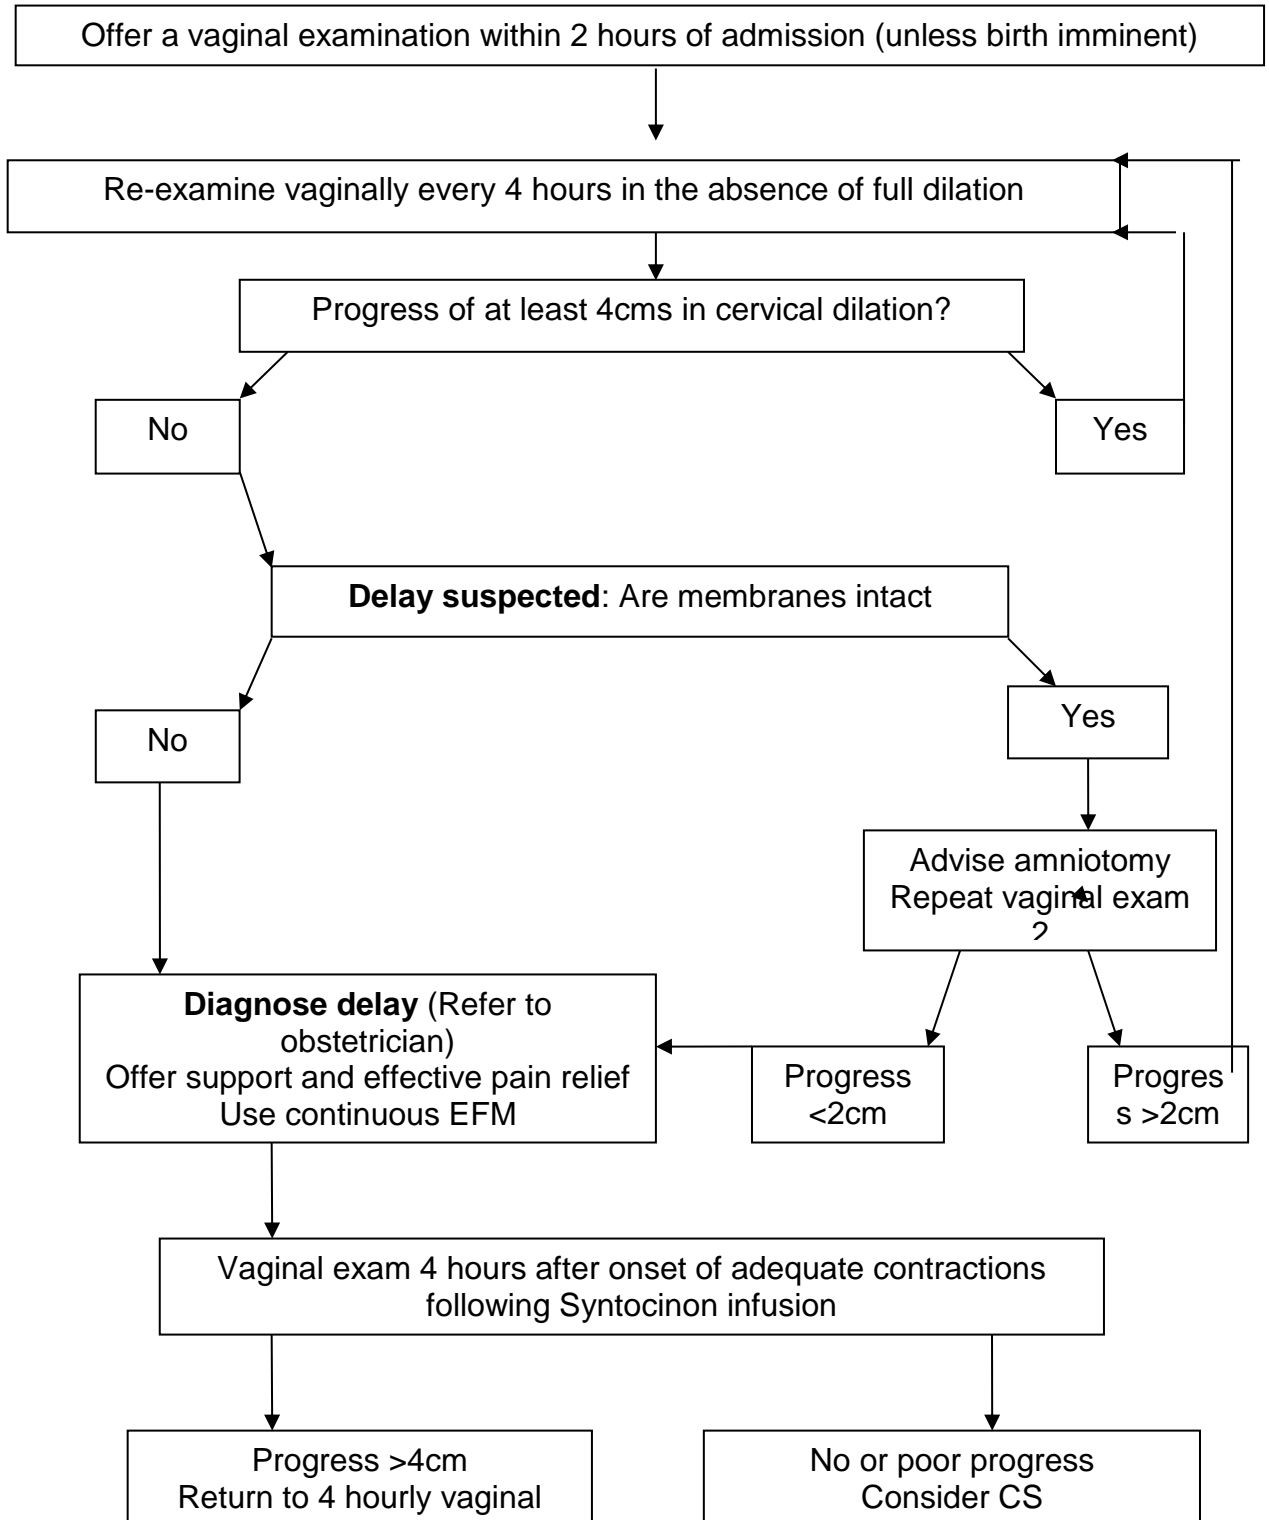 Offer a vaginal examination within 2 hours of admission (unless birth imminent)
Re-examine vaginally every 4 hours in the absence of full dilation
Progress of at least 4cms in cervical dilation?
No
Yes
Delay suspected: Are membranes intact
No
Yes
Advise amniotomy
Repeat vaginal exam
2
Diagnose delay (Refer to
obstetrician)
Offer support and effective pain relief
Use continuous EFM
Progress
<2cm
Progres
s >2cm
Vaginal exam 4 hours after onset of adequate contractions
following Syntocinon infusion
Progress >4cm
Return to 4 hourly vaginal
No or poor progress
Consider CS